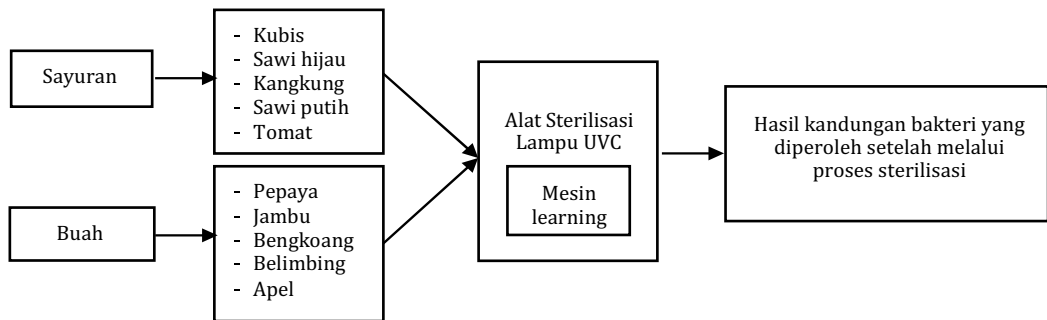 Sayuran
- Kubis
- Sawi hijau
- Kangkung
- Sawi putih
- Tomat
Buah
- Pepaya
- Jambu
- Bengkoang
- Belimbing
- Apel
Alat Sterilisasi
Lampu UVC
Mesin
learning
Hasil kandungan bakteri yang
diperoleh setelah melalui
proses sterilisasi